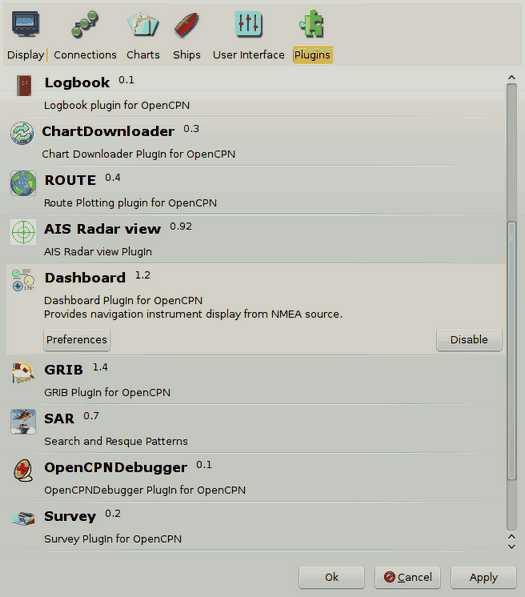 Display Connections Charts Ships User Interface Plugins
Logbook 0.1
Logbook plugin for OpenCPN
ChartDownloader 0.3
Chart Downloader PlugIn for OpenCPN
ROUTE 0.4
Route Plotting plugin for OpenCPN
AIS Radar view 0.92
AIS Radar view PlugIn
Dashboard 1.2
Dashboard PlugIn for OpenCPN
Provides navigation instrument display from NMEA source.
Preferences Disable
GRIB 1.4
GRIB PlugIn for OpenCPN
SAR 0.7
Search and Resque Patterns
OpenCPNDebugger 0.1
OpenCPNDebugger PlugIn for OpenCPN
Survey 0.2
Survey PlugIn for OpenCPN
Ok Cancel Apply